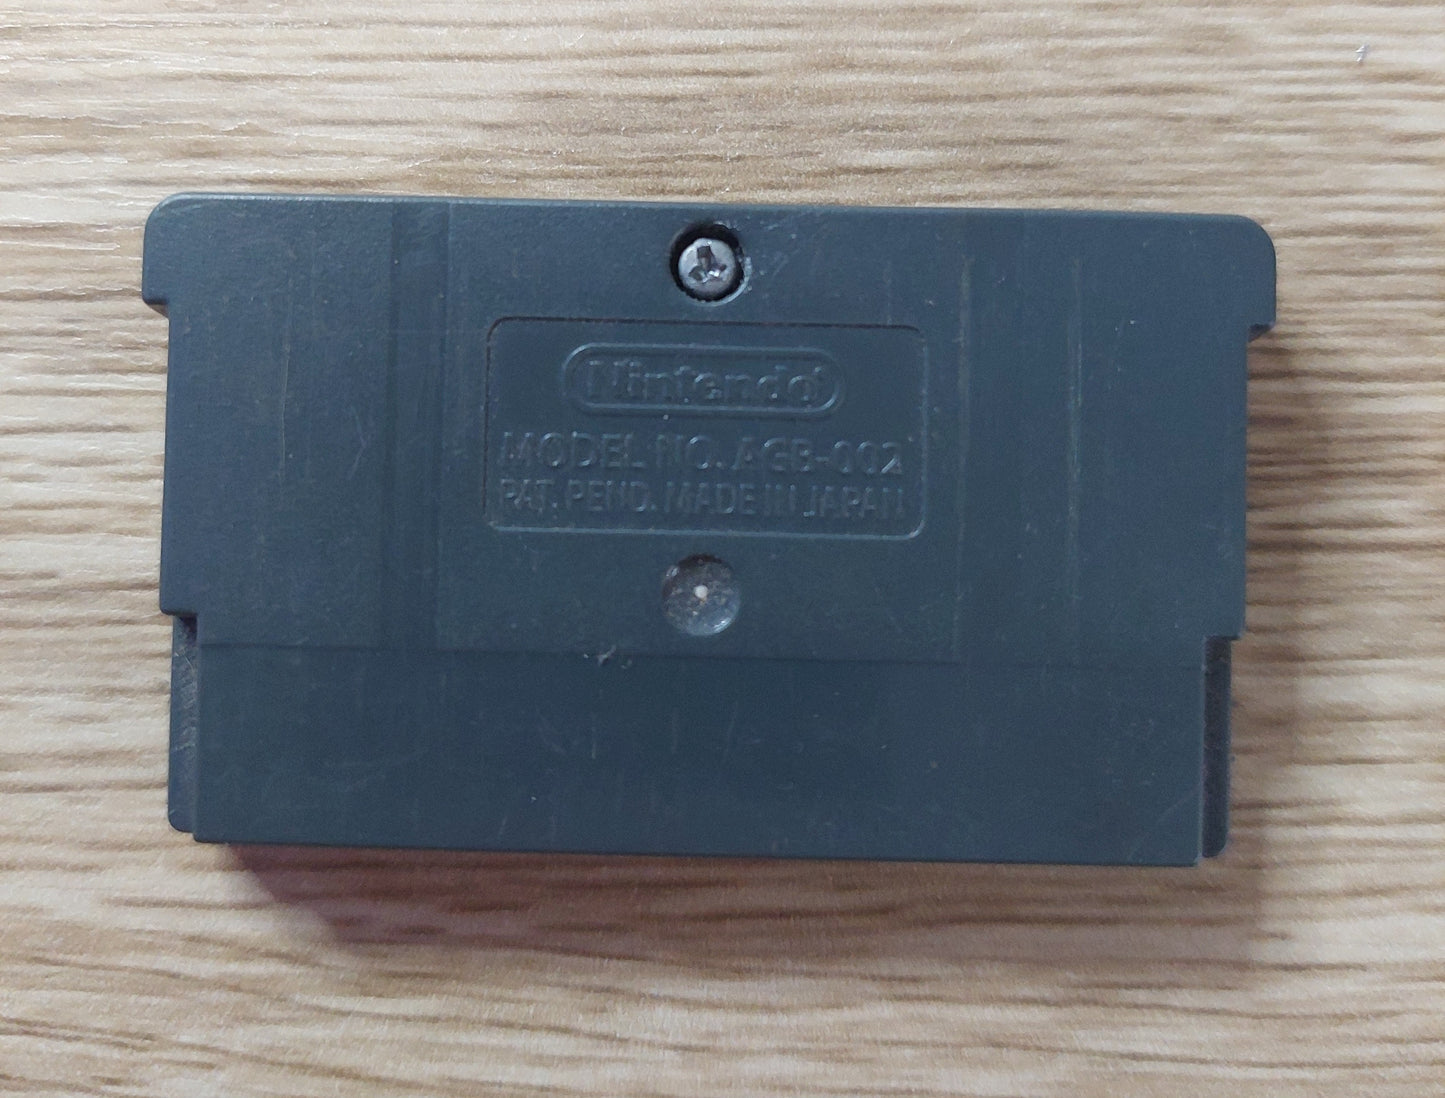 Nintendo
MODEL NO. AGB-002
PAT. PEND. MADE IN JAPAN